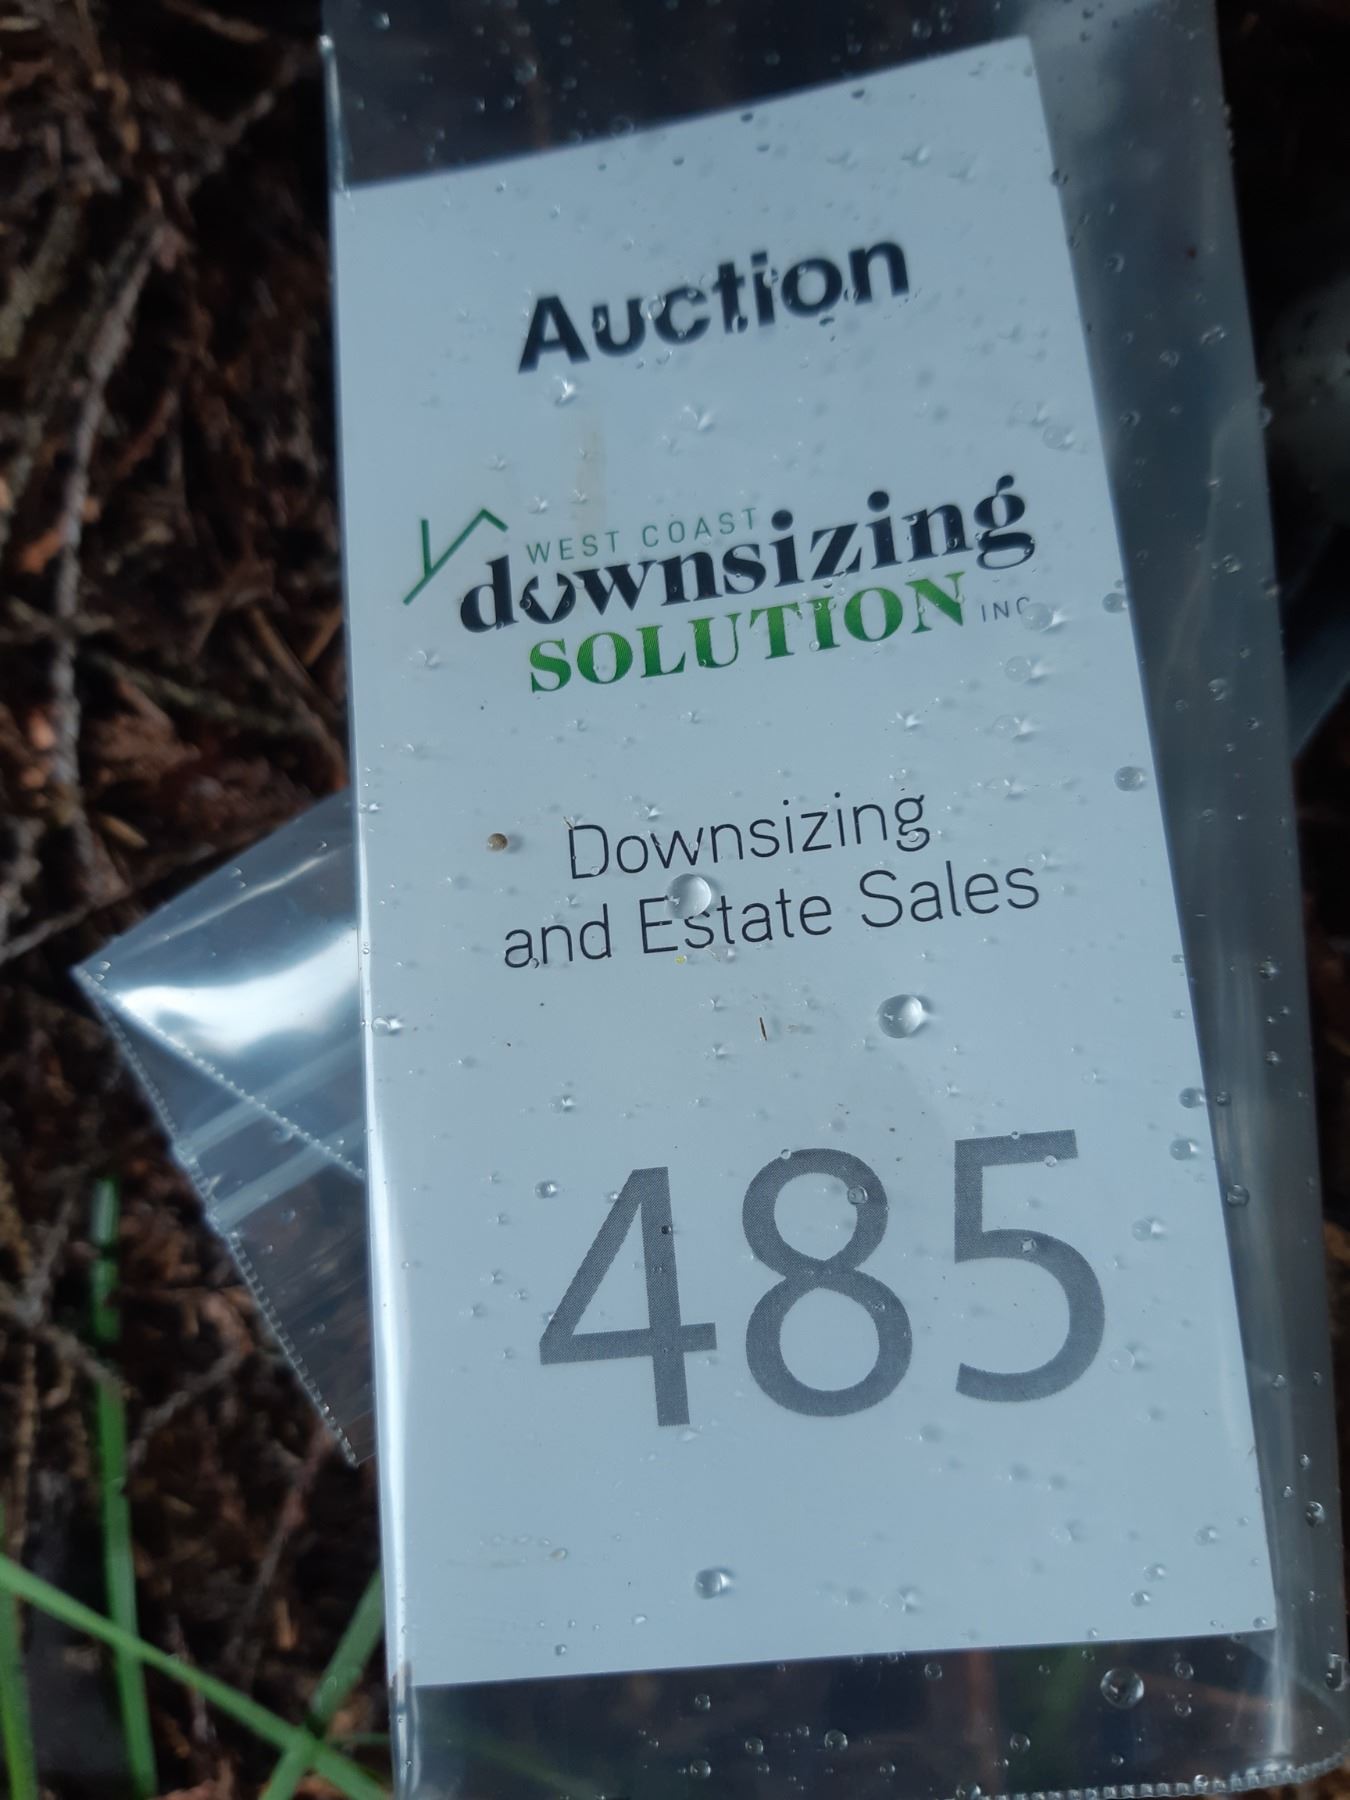 Auction
WEST COAST
downsizing
SOLUTION INC
Downsizing
and Estate Sales
485